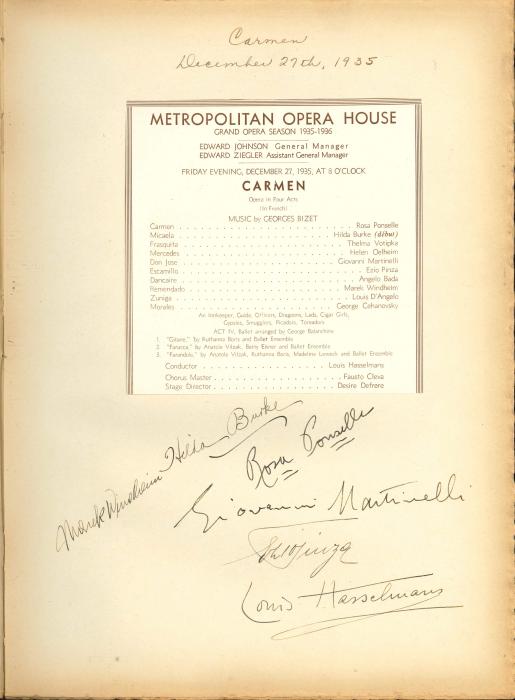 Carmen
December 27th, 1935
METROPOLITAN OPERA HOUSE
GRAND OPERA SEASON 1935-1936
EDWARD JOHNSON General Manager
EDWARD ZIEGLER Assistant General Manager
FRIDAY EVENING, DECEMBER 27, 1935, AT 8 O'CLOCK
CARMEN
Opera in Four Acts
(In French)
MUSIC by GEORGES BIZET
Carmen . . . . . Rosa Ponselle
Micaela . . . . . Hilda Burke (debut)
Frasquita . . . . . Thelma Votipka
Mercedes . . . . . Helen Oelheim
Don Jose . . . . . Giovanni Martinelli
Escamillo . . . . . Ezio Pinza
Dancaire . . . . . Angelo Bada
Remendado . . . . . Marek Windheim
Zuniga . . . . . Louis D'Angelo
Morales . . . . . George Cehanovsky
An Innkeeper, Guide, Officers, Dragoons, Lads, Cigar Girls,
Gypsies, Smugglers, Picadors, Toreadors
ACT IV, Ballet arranged by George Balanchine
1. "Gitane," by Ruthanna Boris and Ballet Ensemble
2. "Faracca," by Anatole Vilzak, Betty Eisner and Ballet Ensemble
3. "Farandole," by Anatole Vilzak, Ruthanna Boris, Madeline and Ballet Ensemble
Conductor . . . . . Louis Hasselmans
Chorus Master . . . . . Fausto Cleva
Stage Director . . . . . Desire Defrere
Marek Windheim
Hilda Burke
Rosa Ponselle
Giovanni Martinelli
Ezio Pinza
Louis Hasselmans